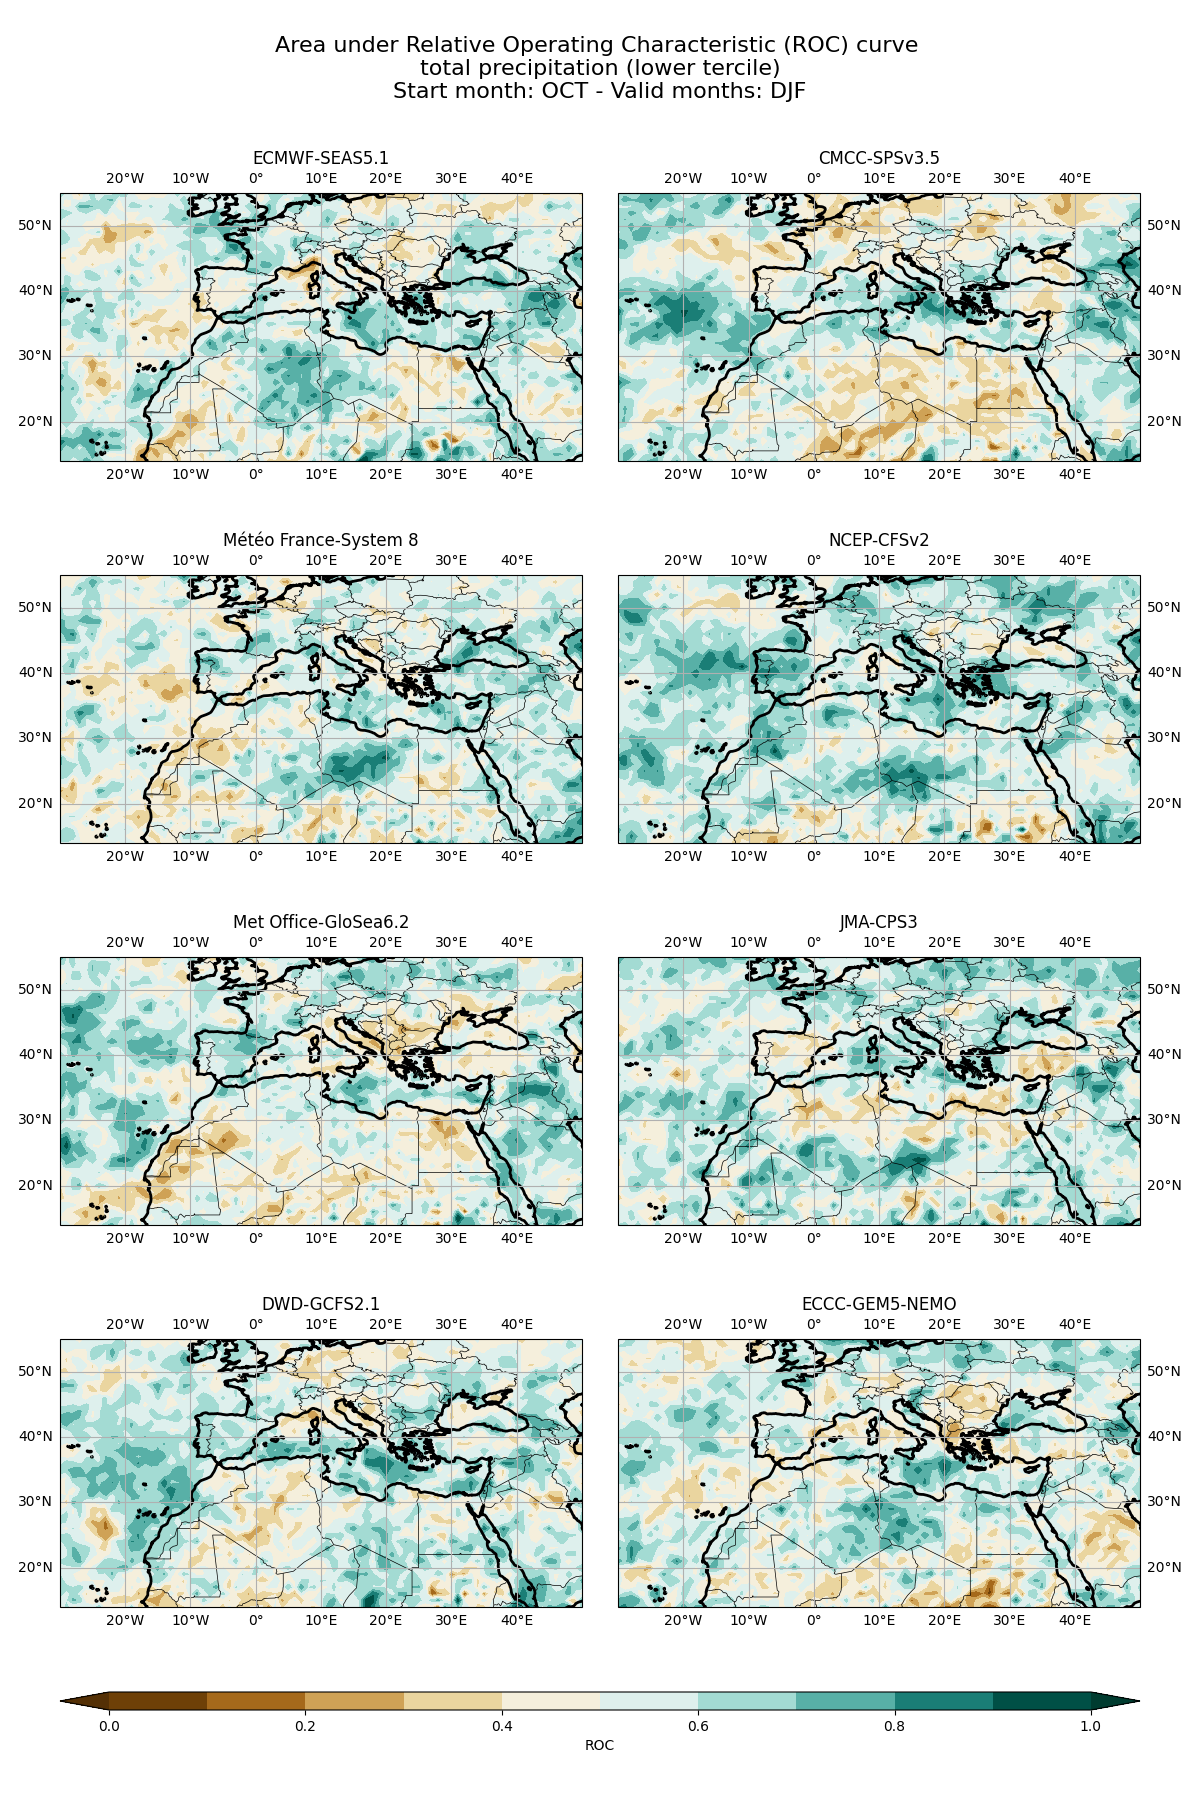 Area under Relative Operating Characteristic (ROC) curve
total precipitation (lower tercile)
Start month: OCT - Valid months: DJF
ECMWF-SEAS5.1
20°W 10°W 0° 10°E 20°E 30°E 40°E
50°N
40°N
30°N
20°N
20°W 10°W 0° 10°E 20°E 30°E 40°E
CMCC-SPSv3.5
20°W 10°W 0° 10°E 20°E 30°E 40°E
50°N
40°N
30°N
20°N
20°W 10°W 0° 10°E 20°E 30°E 40°E
Météo France-System 8
20°W 10°W 0° 10°E 20°E 30°E 40°E
50°N
40°N
30°N
20°N
20°W 10°W 0° 10°E 20°E 30°E 40°E
NCEP-CFSv2
20°W 10°W 0° 10°E 20°E 30°E 40°E
50°N
40°N
30°N
20°N
20°W 10°W 0° 10°E 20°E 30°E 40°E
Met Office-GloSea6.2
20°W 10°W 0° 10°E 20°E 30°E 40°E
50°N
40°N
30°N
20°N
20°W 10°W 0° 10°E 20°E 30°E 40°E
JMA-CPS3
20°W 10°W 0° 10°E 20°E 30°E 40°E
50°N
40°N
30°N
20°N
20°W 10°W 0° 10°E 20°E 30°E 40°E
DWD-GCFS2.1
20°W 10°W 0° 10°E 20°E 30°E 40°E
50°N
40°N
30°N
20°N
20°W 10°W 0° 10°E 20°E 30°E 40°E
ECCC-GEM5-NEMO
20°W 10°W 0° 10°E 20°E 30°E 40°E
50°N
40°N
30°N
20°N
20°W 10°W 0° 10°E 20°E 30°E 40°E
0.0 0.2 0.4 0.6 0.8 1.0
ROC